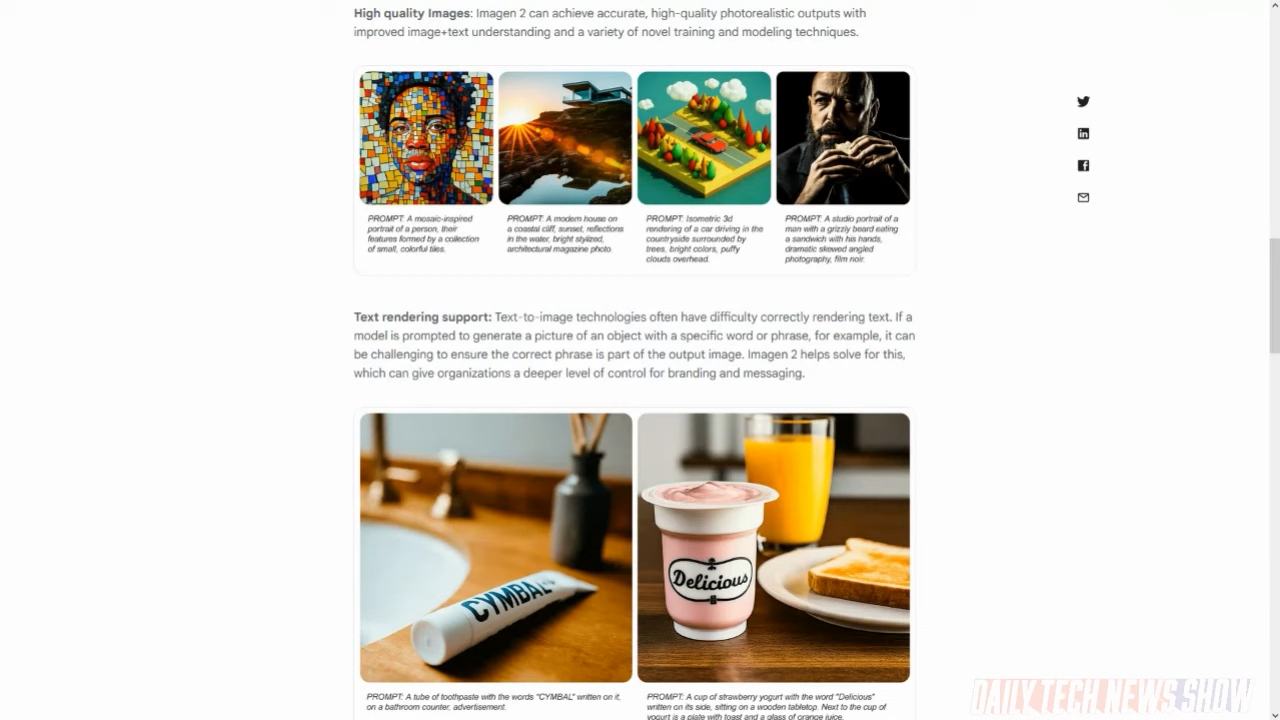 High quality Images: Imagen 2 can achieve accurate, high-quality photorealistic outputs with
improved image+text understanding and a variety of novel training and modeling techniques.
PROMPT: A mosaic-inspired
portrait of a person, their
features formed by a collection
of small, colorful tiles.
PROMPT: A modern house on
a coastal cliff, sunset, reflections
in the water, bright stylized,
architectural magazine photo.
PROMPT: Isometric 3d
rendering of a car driving in the
countryside surrounded by
trees, bright colors, puffy
clouds overhead.
PROMPT: A studio portrait of a
man with a grizzly beard eating
a sandwich with his hands,
dramatic skewed angled
photography, film noir.
Text rendering support: Text-to-image technologies often have difficulty correctly rendering text. If a
model is prompted to generate a picture of an object with a specific word or phrase, for example, it can
be challenging to ensure the correct phrase is part of the output image. Imagen 2 helps solve for this,
which can give organizations a deeper level of control for branding and messaging.
CYMBAL
Delicious
PROMPT: A tube of toothpaste with the words "CYMBAL" written on it,
on a bathroom counter, advertisement.
PROMPT: A cup of strawberry yogurt with the word "Delicious"
written on its side, sitting on a wooden tabletop. Next to the cup of
yogurt is a plate with toast and a glass of orange juice.
DAILY TECH NEWS SHOW